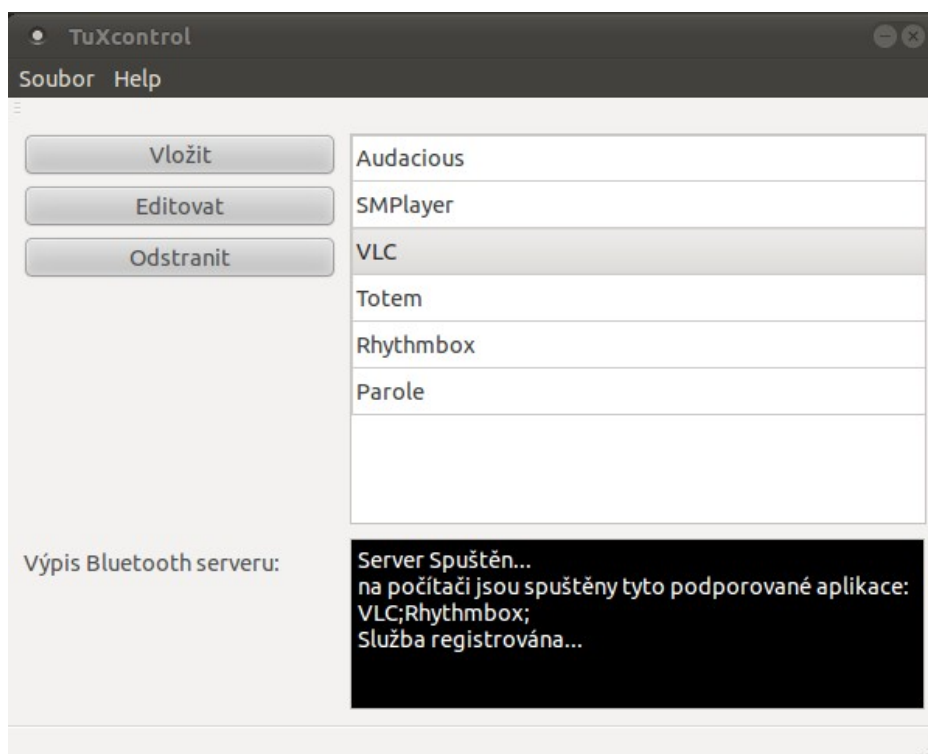 TuXcontrol
Soubor Help
Vložit
Editovat
Odstranit
Audacious
SMPlayer
VLC
Totem
Rhythmbox
Parole
Výpis Bluetooth serveru:
Server Spuštěn...
na počítači jsou spuštěny tyto podporované aplikace:
VLC;Rhythmbox;
Služba registrována...